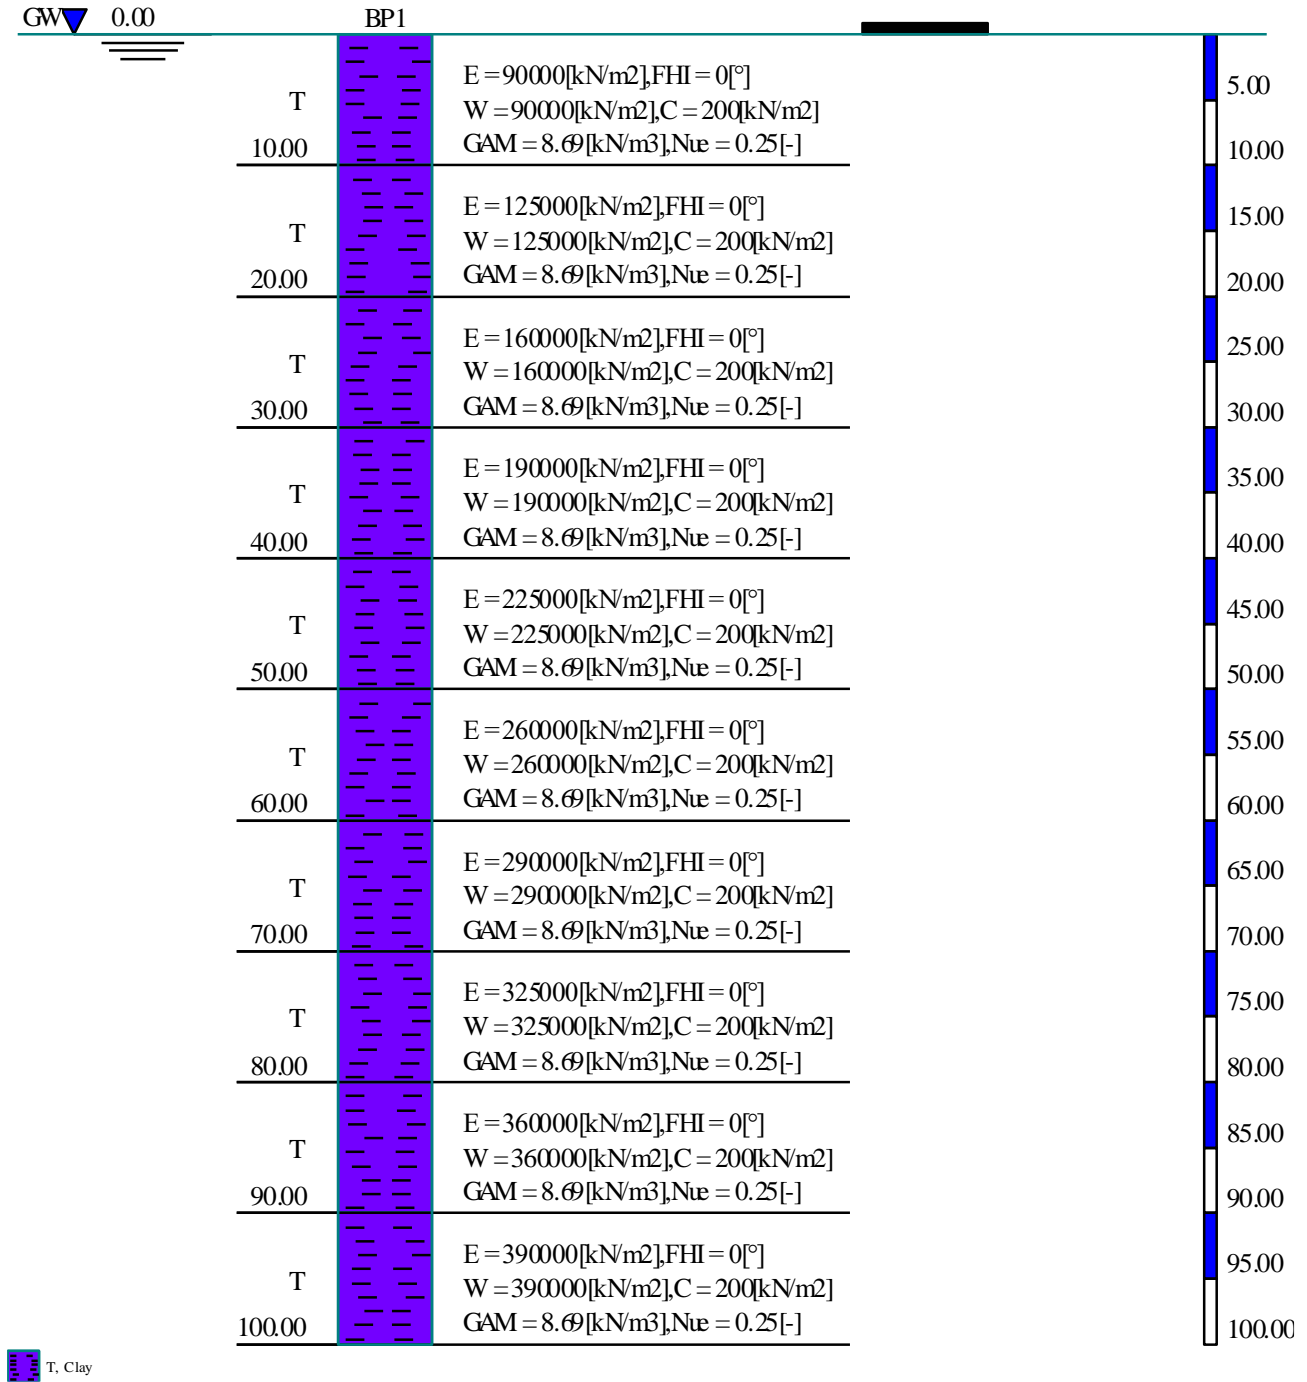 GW 0.00 BP1
E = 90000[kN/m2],FHI = 0[°]
5.00
T
W = 90000[kN/m2],C = 200[kN/m2]
10.00
GAM = 8.69[kN/m3],Nue = 0.25[-]
10.00
E = 125000[kN/m2],FHI = 0[°]
15.00
T
W = 125000[kN/m2],C = 200[kN/m2]
20.00
GAM = 8.69[kN/m3],Nue = 0.25[-]
20.00
E = 160000[kN/m2],FHI = 0[°]
25.00
T
W = 160000[kN/m2],C = 200[kN/m2]
30.00
GAM = 8.69[kN/m3],Nue = 0.25[-]
30.00
E = 190000[kN/m2],FHI = 0[°]
35.00
T
W = 190000[kN/m2],C = 200[kN/m2]
40.00
GAM = 8.69[kN/m3],Nue = 0.25[-]
40.00
E = 225000[kN/m2],FHI = 0[°]
45.00
T
W = 225000[kN/m2],C = 200[kN/m2]
50.00
GAM = 8.69[kN/m3],Nue = 0.25[-]
50.00
E = 260000[kN/m2],FHI = 0[°]
55.00
T
W = 260000[kN/m2],C = 200[kN/m2]
60.00
GAM = 8.69[kN/m3],Nue = 0.25[-]
60.00
E = 290000[kN/m2],FHI = 0[°]
65.00
T
W = 290000[kN/m2],C = 200[kN/m2]
70.00
GAM = 8.69[kN/m3],Nue = 0.25[-]
70.00
E = 325000[kN/m2],FHI = 0[°]
75.00
T
W = 325000[kN/m2],C = 200[kN/m2]
80.00
GAM = 8.69[kN/m3],Nue = 0.25[-]
80.00
E = 360000[kN/m2],FHI = 0[°]
85.00
T
W = 360000[kN/m2],C = 200[kN/m2]
90.00
GAM = 8.69[kN/m3],Nue = 0.25[-]
90.00
E = 390000[kN/m2],FHI = 0[°]
95.00
T
W = 390000[kN/m2],C = 200[kN/m2]
100.00
GAM = 8.69[kN/m3],Nue = 0.25[-]
100.00
T, Clay